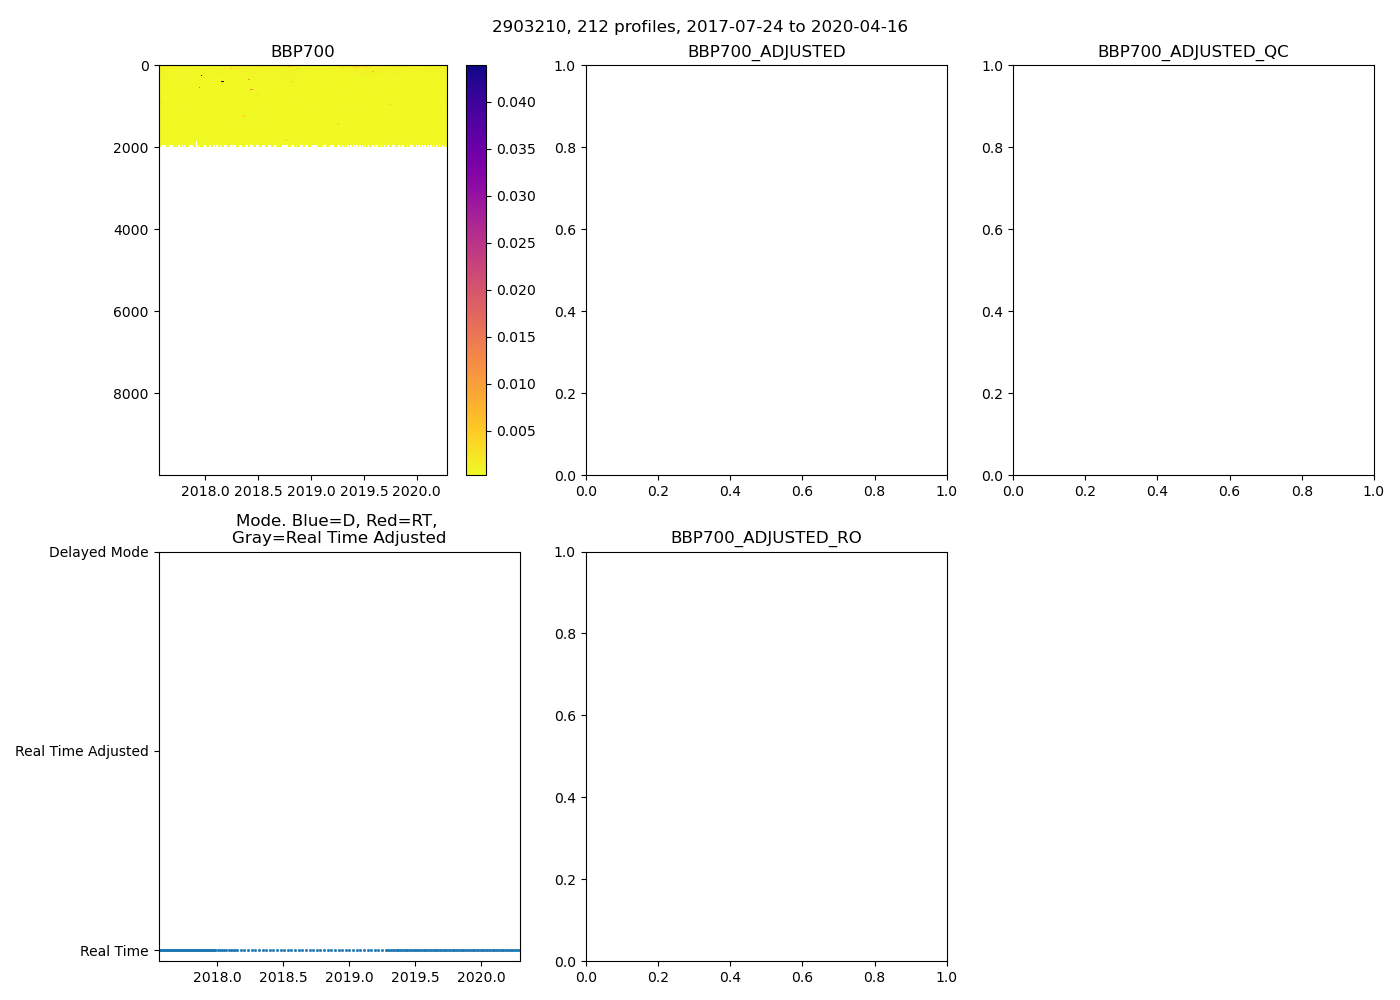 2903210, 212 profiles, 2017-07-24 to 2020-04-16
BBP700
0
2000
4000
6000
8000
2018.0 2018.5 2019.0 2019.5 2020.0
0.040
0.035
0.030
0.025
0.020
0.015
0.010
0.005
BBP700_ADJUSTED
1.0
0.8
0.6
0.4
0.2
0.0
0.0 0.2 0.4 0.6 0.8 1.0
BBP700_ADJUSTED_QC
1.0
0.8
0.6
0.4
0.2
0.0
0.0 0.2 0.4 0.6 0.8 1.0
Mode. Blue=D, Red=RT,
Gray=Real Time Adjusted
Delayed Mode
Real Time Adjusted
Real Time
2018.0 2018.5 2019.0 2019.5 2020.0
BBP700_ADJUSTED_RO
1.0
0.8
0.6
0.4
0.2
0.0
0.0 0.2 0.4 0.6 0.8 1.0